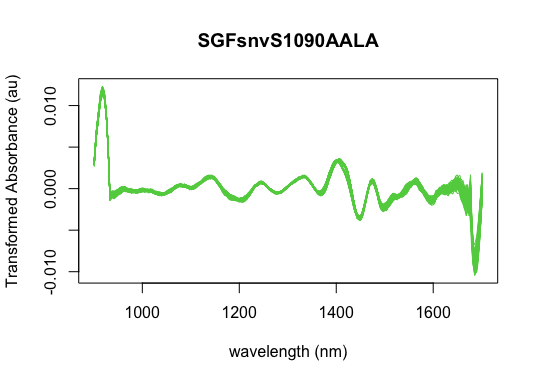 SGFsnvS1090AALA
Transformed Absorbance (au)
0.010
0.000
-0.010
1000 1200 1400 1600
wavelength (nm)